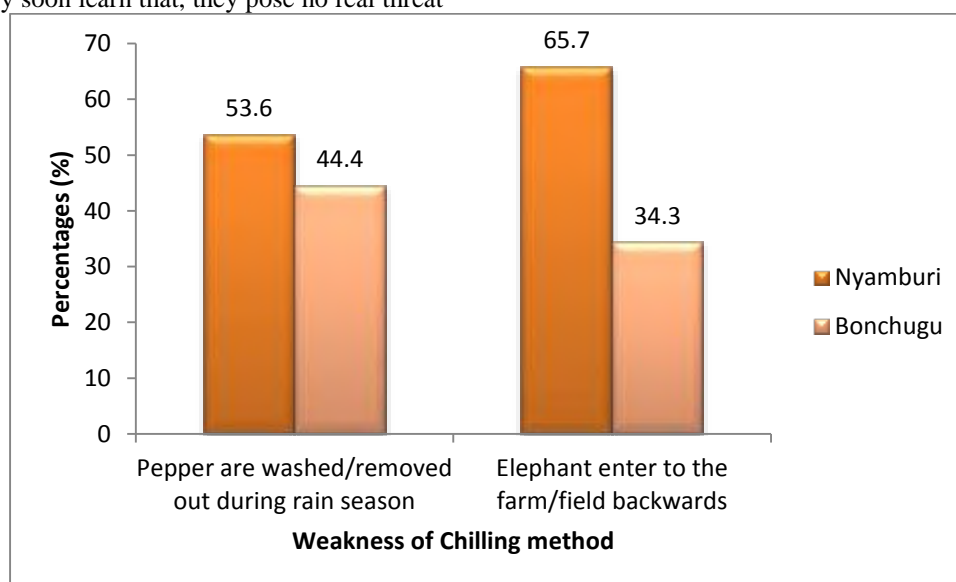 soon learn that, they pose no real threat
70
60
50
40
30
20
10
0
Percentages (%)
53.6
44.4
65.7
34.3
Pepper are washed/removed
out during rain season
Elephant enter to the
farm/field backwards
Weakness of Chilling method
Nyamburi
Bonchugu